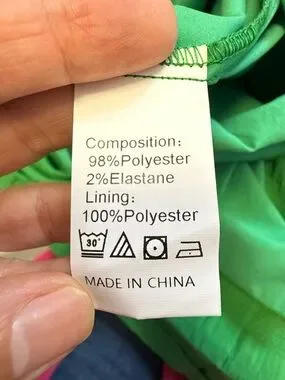 Composition:
98%Polyester
2%Elastane
Lining:
100%Polyester
30°
MADE IN CHINA